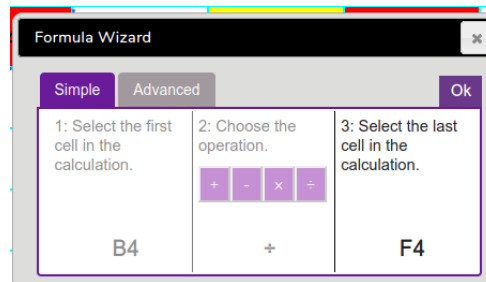 Formula Wizard
×
Simple
Advanced
Ok
1: Select the first
cell in the
calculation.
B4
2: Choose the
operation.
+ - × ÷
÷
3: Select the last
cell in the
calculation.
F4